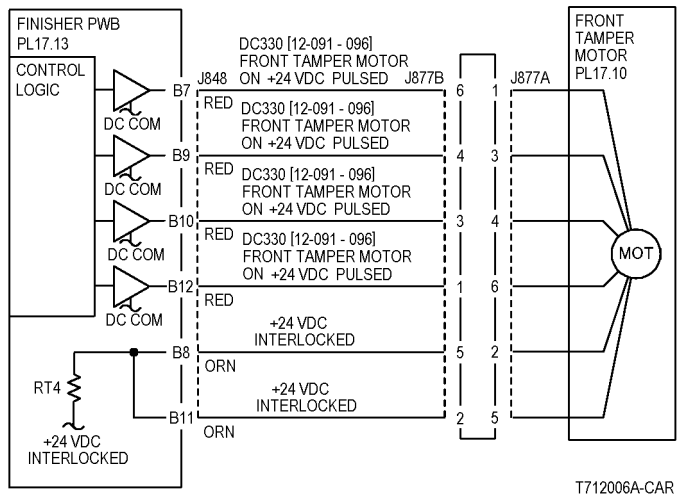 FINISHER PWB
PL17.13
CONTROL
LOGIC
DC COM
DC COM
DC COM
DC COM
RT4
+24 VDC
INTERLOCKED
B7
B9
B10
B12
B8
B11
J848
RED
RED
RED
RED
ORN
ORN
DC330 [12-091 - 096]
FRONT TAMPER MOTOR
ON +24 VDC PULSED
DC330 [12-091 - 096]
FRONT TAMPER MOTOR
ON +24 VDC PULSED
DC330 [12-091 - 096]
FRONT TAMPER MOTOR
ON +24 VDC PULSED
DC330 [12-091 - 096]
FRONT TAMPER MOTOR
ON +24 VDC PULSED
+24 VDC
INTERLOCKED
+24 VDC
INTERLOCKED
J877B
J877A
6 1
4 3
3 4
1 6
5 2
2 5
FRONT
TAMPER
MOTOR
PL17.10
MOT
T712006A-CAR